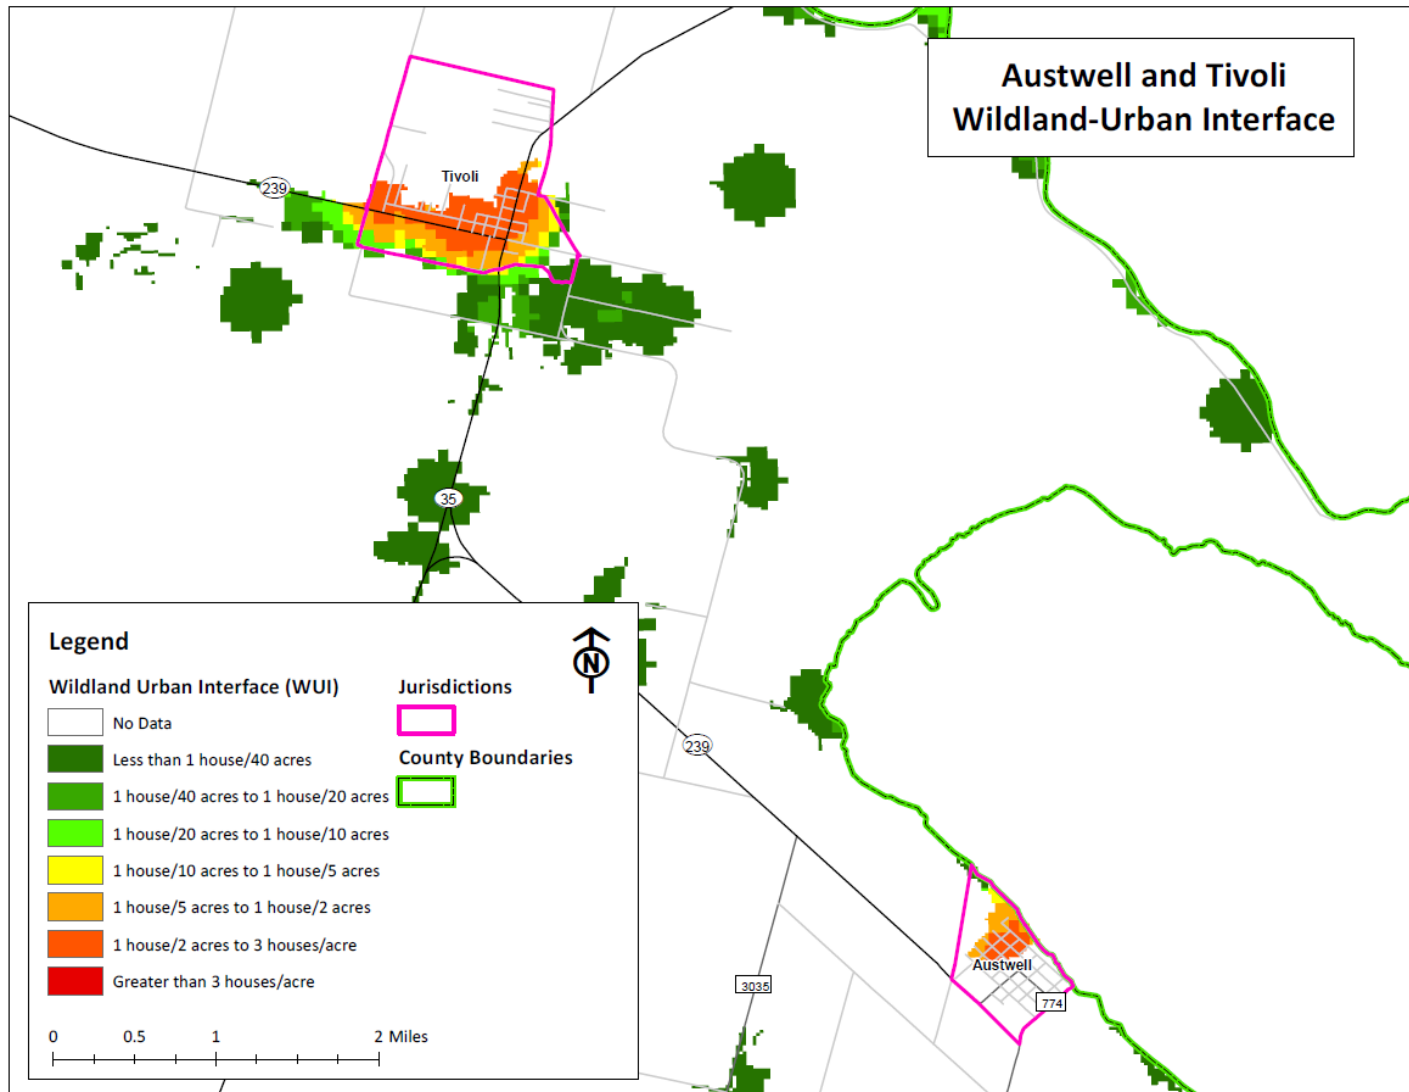 Austwell and Tivoli
Wildland-Urban Interface
Tivoli
239
35
239
Legend
N
Wildland Urban Interface (WUI)
No Data
Less than 1 house/40 acres
1 house/40 acres to 1 house/20 acres
1 house/20 acres to 1 house/10 acres
1 house/10 acres to 1 house/5 acres
1 house/5 acres to 1 house/2 acres
1 house/2 acres to 3 houses/acre
Greater than 3 houses/acre
Jurisdictions
County Boundaries
0 1 2 Miles
Austwell
3035
774